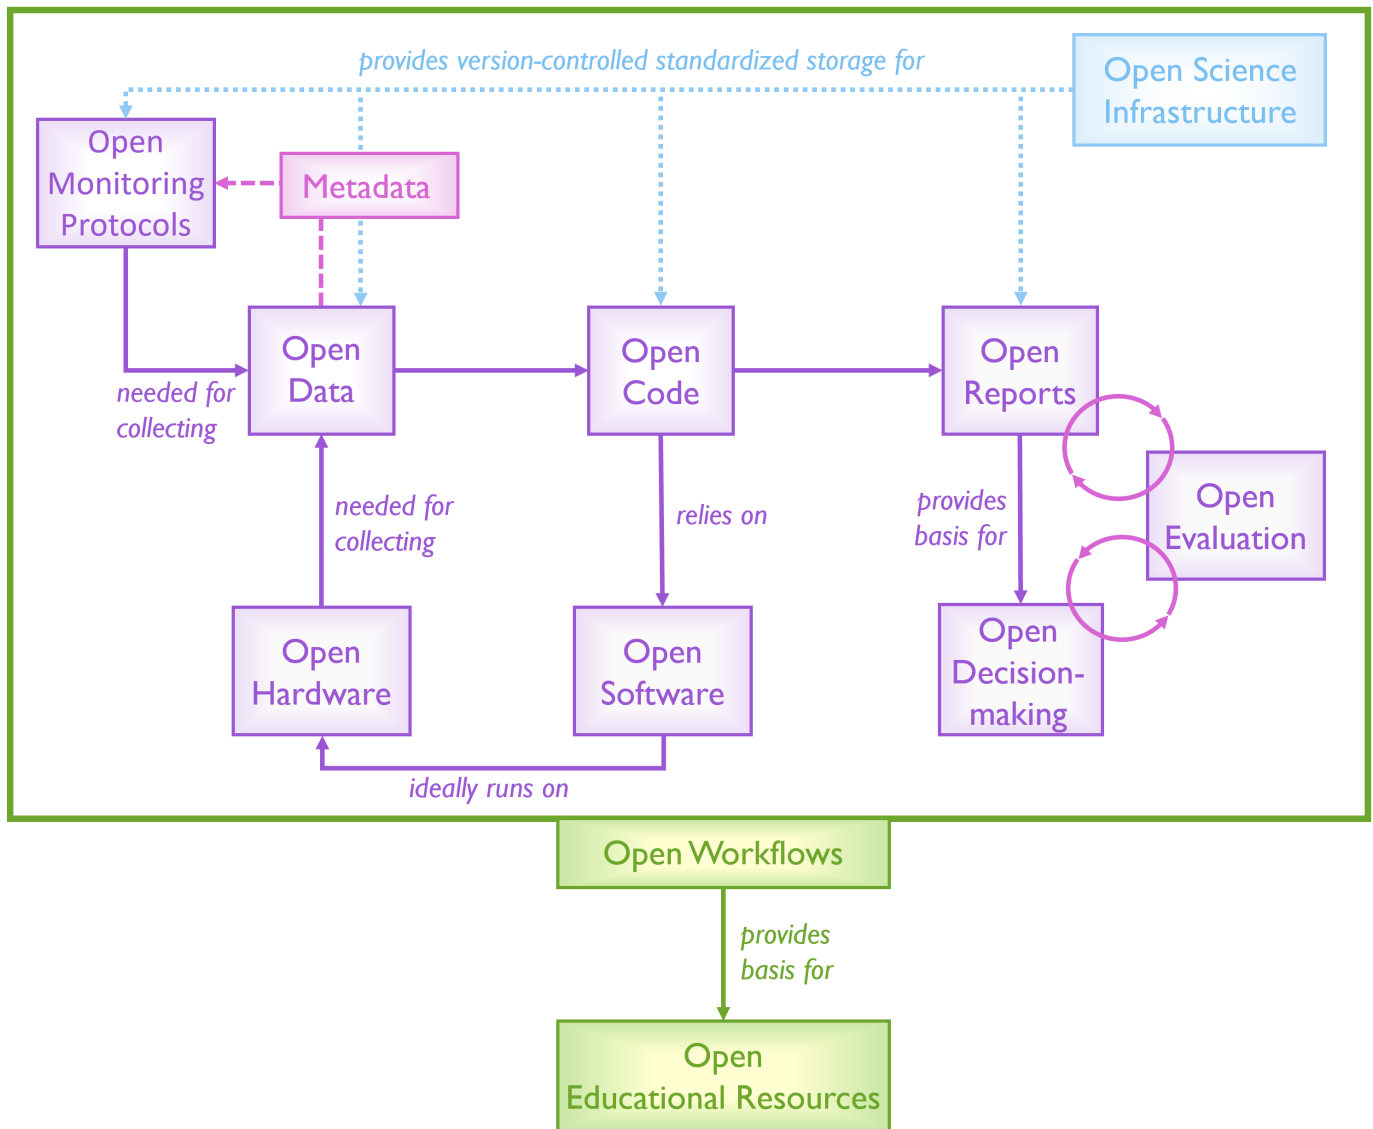 provides version-controlled standardized storage for
Open Science
Infrastructure
Open
Monitoring
Protocols
Metadata
Open
Data
Open
Code
Open
Reports
needed for
collecting
needed for
collecting
relies on
provides
basis for
Open
Evaluation
Open
Hardware
Open
Software
Open
Decision-
making
ideally runs on
Open Workflows
provides
basis for
Open
Educational Resources